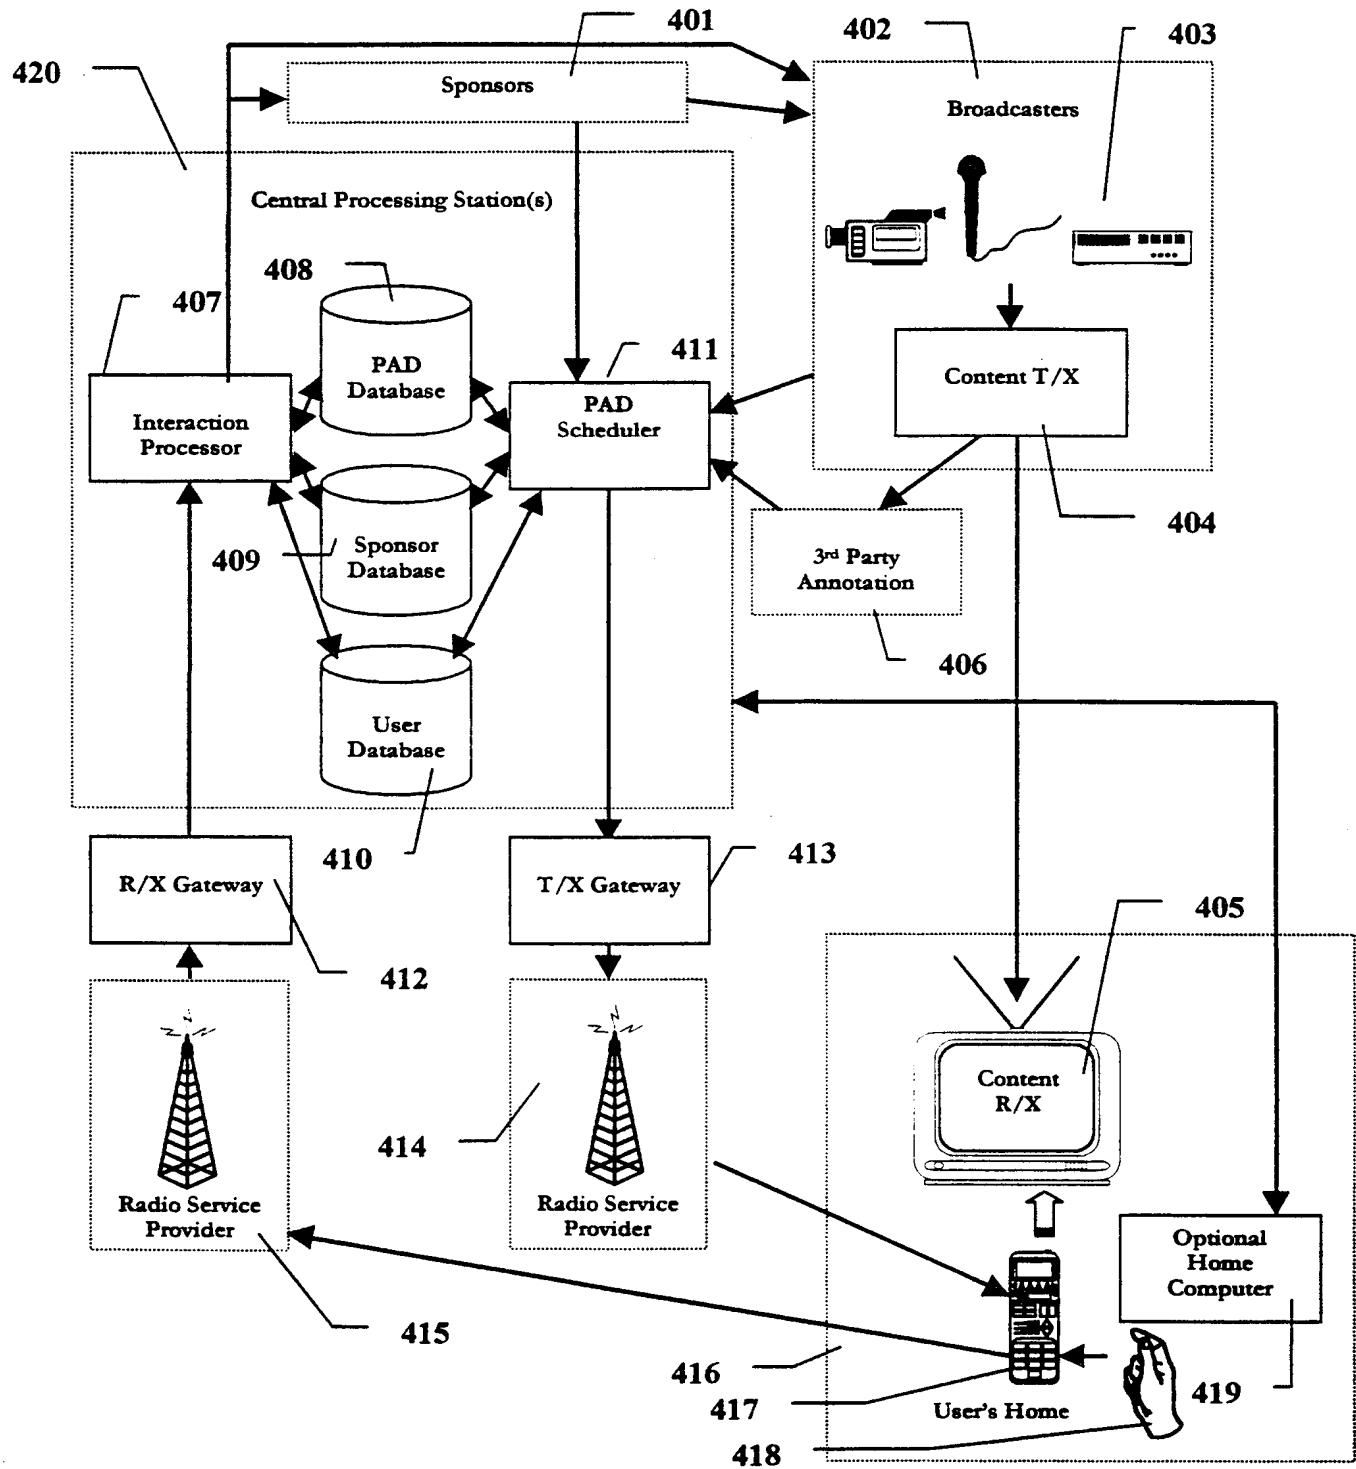 401
402
403
420
Sponsors
Broadcasters
Central Processing Station(s)
408
407
411
PAD
Database
PAD
Scheduler
Content T/X
Interaction
Processor
404
409
Sponsor
Database
3rd Party
Annotation
406
User
Database
410
413
R/X Gateway
T/X Gateway
405
412
Content
R/X
414
Radio Service
Provider
Radio Service
Provider
Optional
Home
Computer
415
416
417
419
User's Home
418